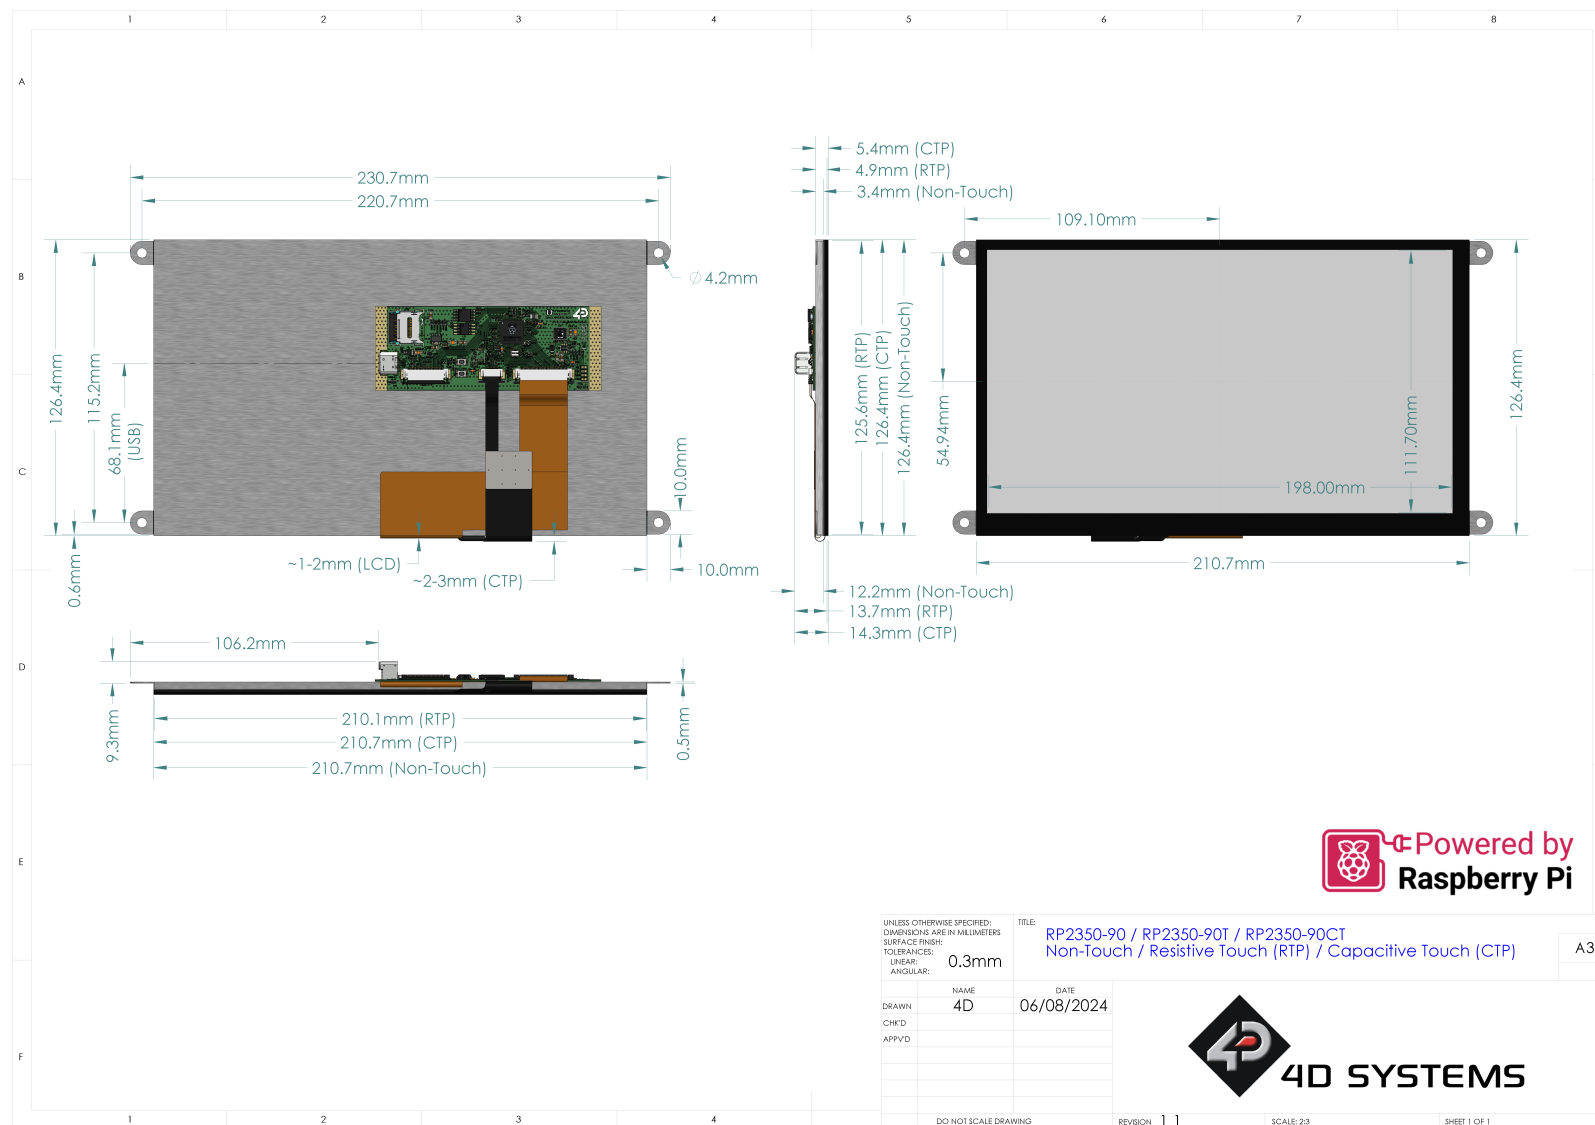 1 2 3 4 5 6 7 8
A
B
C
D
E
F
230.7mm
220.7mm
Ø4.2mm
126.4mm
115.2mm
68.1mm
(USB)
0.6mm
10.0mm
10.0mm
~1-2mm (LCD)
~2-3mm (CTP)
5.4mm (CTP)
4.9mm (RTP)
3.4mm (Non-Touch)
125.6mm (RTP)
126.4mm (CTP)
126.4mm (Non-Touch)
12.2mm (Non-Touch)
13.7mm (RTP)
14.3mm (CTP)
109.10mm
54.94mm
111.70mm
198.00mm
126.4mm
210.7mm
106.2mm
9.3mm
0.5mm
210.1mm (RTP)
210.7mm (CTP)
210.7mm (Non-Touch)
Powered by
Raspberry Pi
UNLESS OTHERWISE SPECIFIED:
DIMENSIONS ARE IN MILLIMETERS
SURFACE FINISH:
TOLERANCES:
LINEAR: 0.3mm
ANGULAR:
TITLE:
RP2350-90 / RP2350-90T / RP2350-90CT
Non-Touch / Resistive Touch (RTP) / Capacitive Touch (CTP)
A3
NAME DATE
DRAWN 4D 06/08/2024
CHK'D
APPV'D
4D SYSTEMS
DO NOT SCALE DRAWING
REVISION 1.1
SCALE: 2:3
SHEET 1 OF 1
1 2 3 4